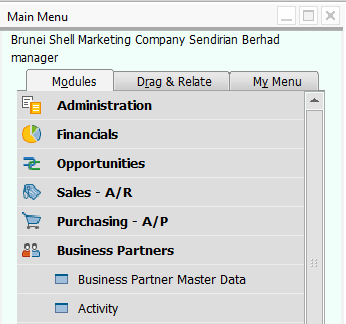 Main Menu
Brunei Shell Marketing Company Sendirian Berhad
manager
Modules Drag & Relate My Menu
Administration
Financials
Opportunities
Sales - A/R
Purchasing - A/P
Business Partners
Business Partner Master Data
Activity